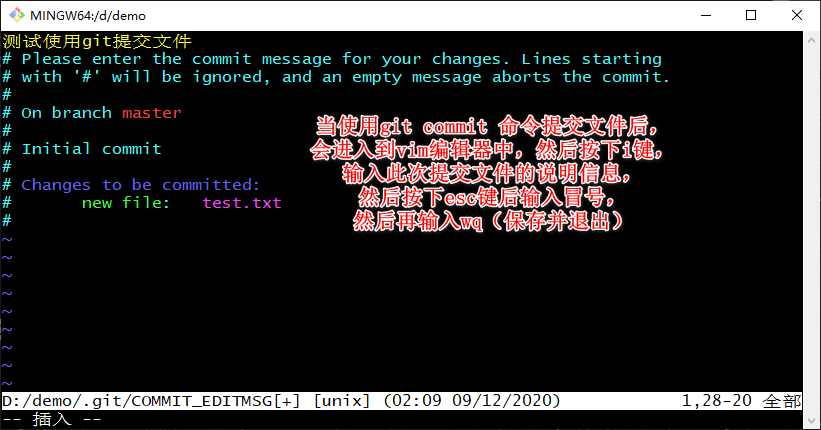 MINGW64:/d/demo
测试使用git提交文件
# Please enter the commit message for your changes. Lines starting
# with '#' will be ignored, and an empty message aborts the commit.
#
# On branch master
#
# Initial commit
#
# Changes to be committed:
#       new file:   test.txt
#
~
~
~
~
~
~
~
~
~
当使用git commit 命令提交文件后,
会进入到vim编辑器中, 然后按下i键,
输入此次提交文件的说明信息,
然后按下esc键后输入冒号,
然后再输入wq（保存并退出）
D:/demo/.git/COMMIT_EDITMSG[+] [unix] (02:09 09/12/2020) 1,28-20 全部
-- 插入 --